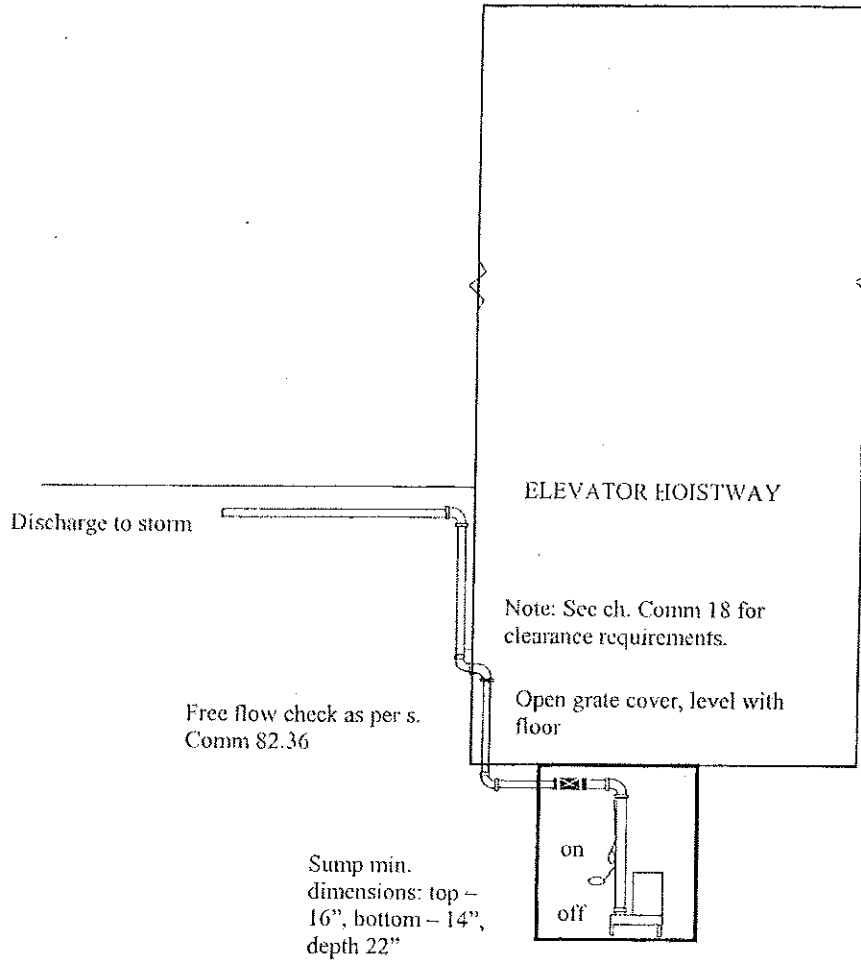 ELEVATOR HOISTWAY
Discharge to storm
Note: See ch. Comm 18 for
clearance requirements.
Free flow check as per s.
Comm 82.36
Open grate cover, level with
floor
on
off
Sump min.
dimensions: top –
16”, bottom – 14”,
depth 22”